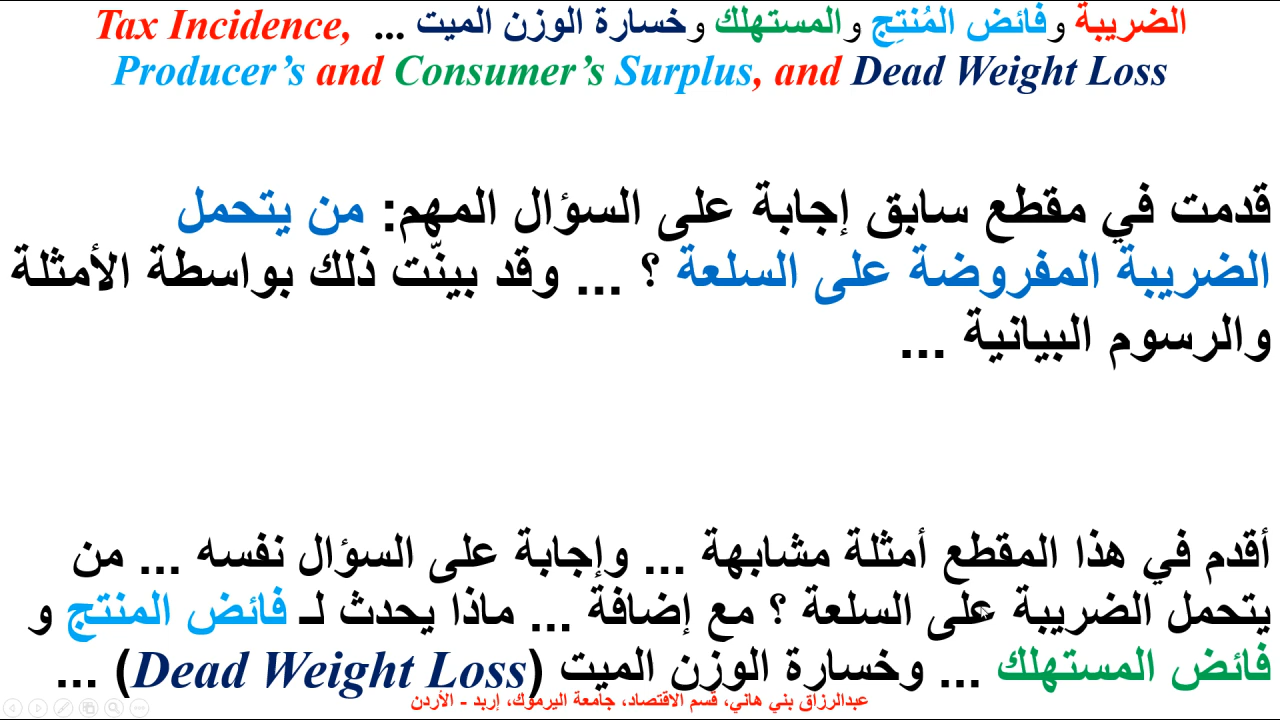 الضريبة وفائض المُنتِج والمستهلك وخسارة الوزن الميت ... Tax Incidence,
Producer’s and Consumer’s Surplus, and Dead Weight Loss
قدمت في مقطع سابق إجابة على السؤال المهم: من يتحمل
الضريبة المفروضة على السلعة ؟ ... وقد بينّت ذلك بواسطة الأمثلة
والرسوم البيانية ...
أقدم في هذا المقطع أمثلة مشابهة ... وإجابة على السؤال نفسه ... من
يتحمل الضريبة على السلعة ؟ مع إضافة ... ماذا يحدث لـ فائض المنتج و
فائض المستهلك ... وخسارة الوزن الميت (Dead Weight Loss) ...
عبدالرزاق بني هاني، قسم الاقتصاد، جامعة اليرموك، إربد - الأردن